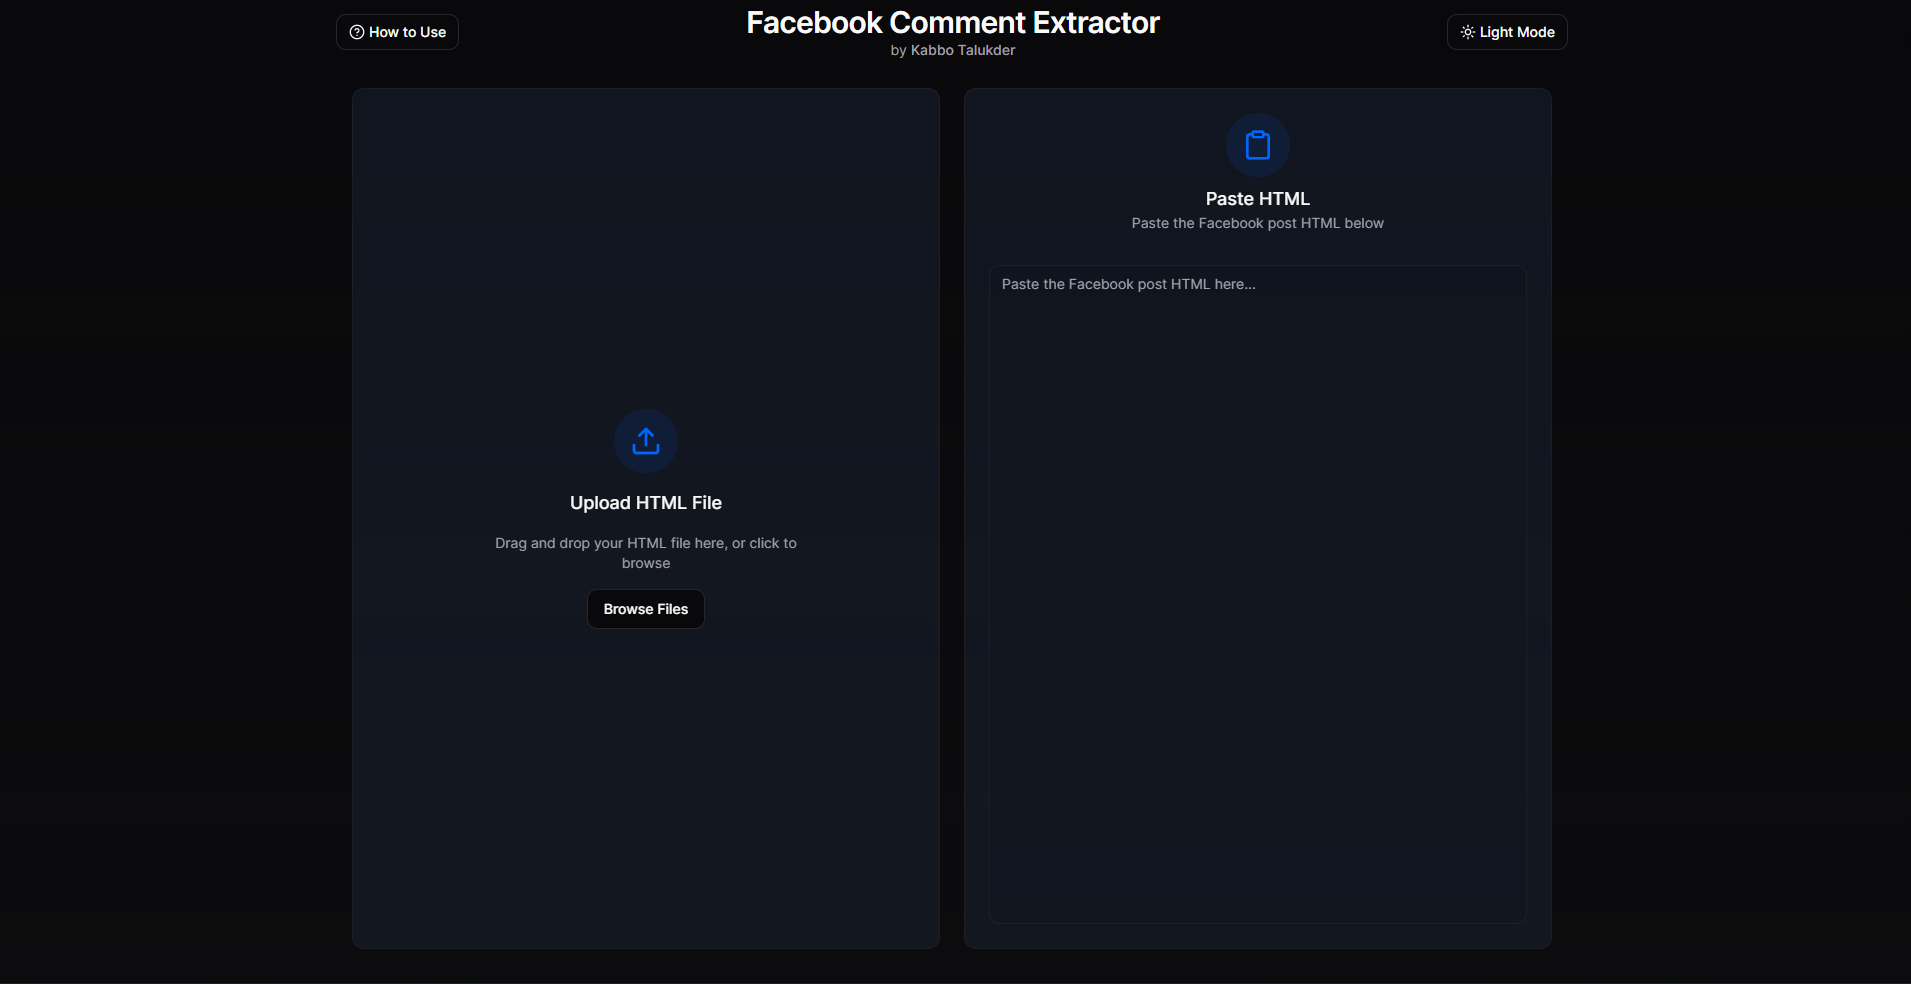 How to Use
Facebook Comment Extractor
by Kabbo Talukder
Light Mode
Upload HTML File
Drag and drop your HTML file here, or click to
browse
Browse Files
Paste HTML
Paste the Facebook post HTML below
Paste the Facebook post HTML here...